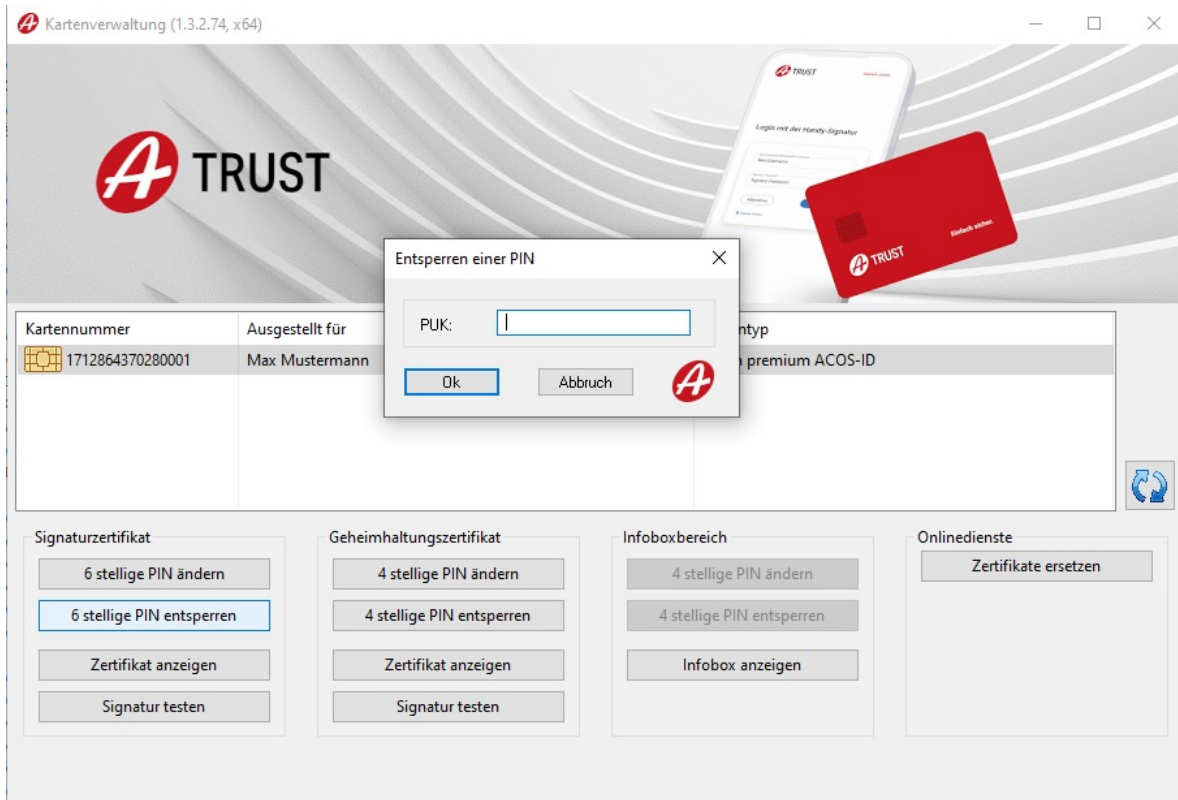 Kartenverwaltung (1.3.2.74, x64)
TRUST
TRUST
Login mit der Handy-Signatur
TRUST
Einfach sicher.
Entsperren einer PIN
PUK:
Ok
Abbruch
Kartennummer Ausgestellt für ntyp
1712864370280001 Max Mustermann premium ACOS-ID
Signaturzertifikat
6 stellige PIN ändern
6 stellige PIN entsperren
Zertifikat anzeigen
Signatur testen
Geheimhaltungszertifikat
4 stellige PIN ändern
4 stellige PIN entsperren
Zertifikat anzeigen
Signatur testen
Infoboxbereich
4 stellige PIN ändern
4 stellige PIN entsperren
Infobox anzeigen
Onlinedienste
Zertifikate ersetzen